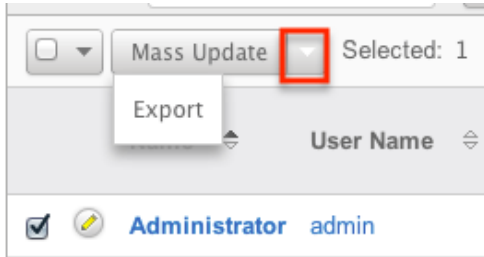 Mass Update Selected: 1
Export
User Name
Administrator admin